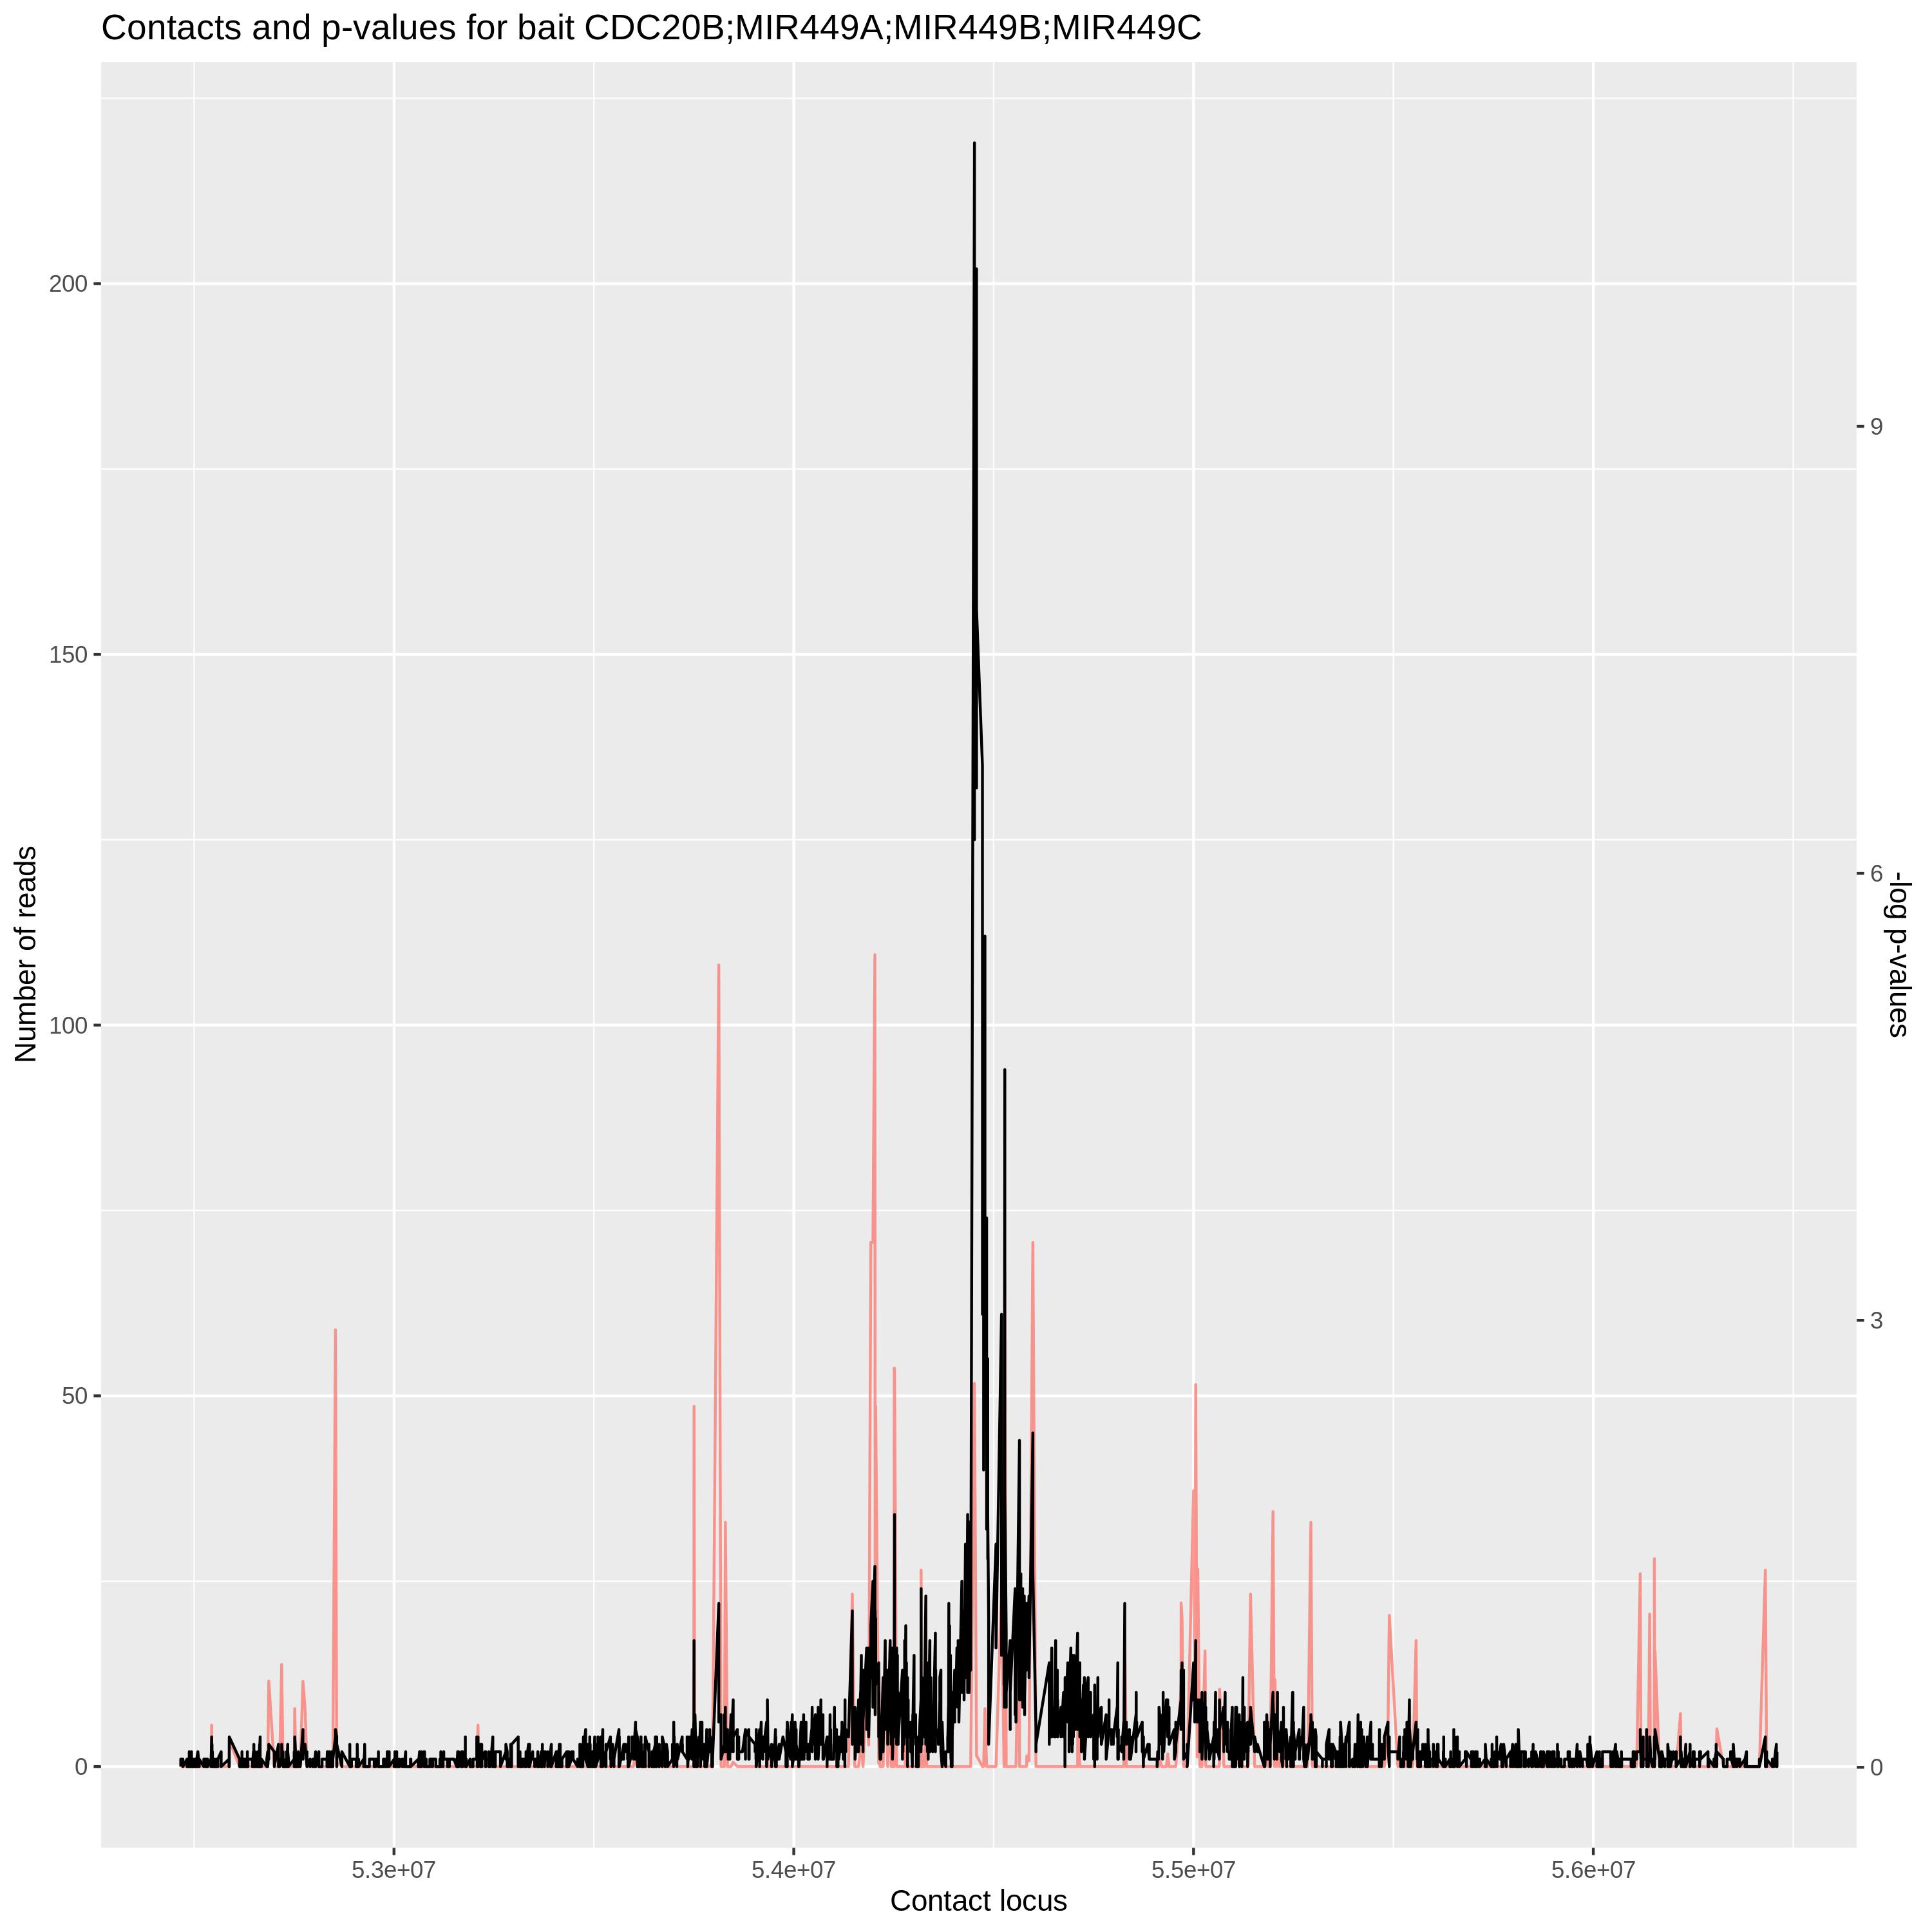 Contacts and p-values for bait CDC20B;MIR449A;MIR449B;MIR449C
200
150
100
50
0
Number of reads
9
6
3
0
-log p-values
5.3e+07
5.4e+07
5.5e+07
5.6e+07
Contact locus